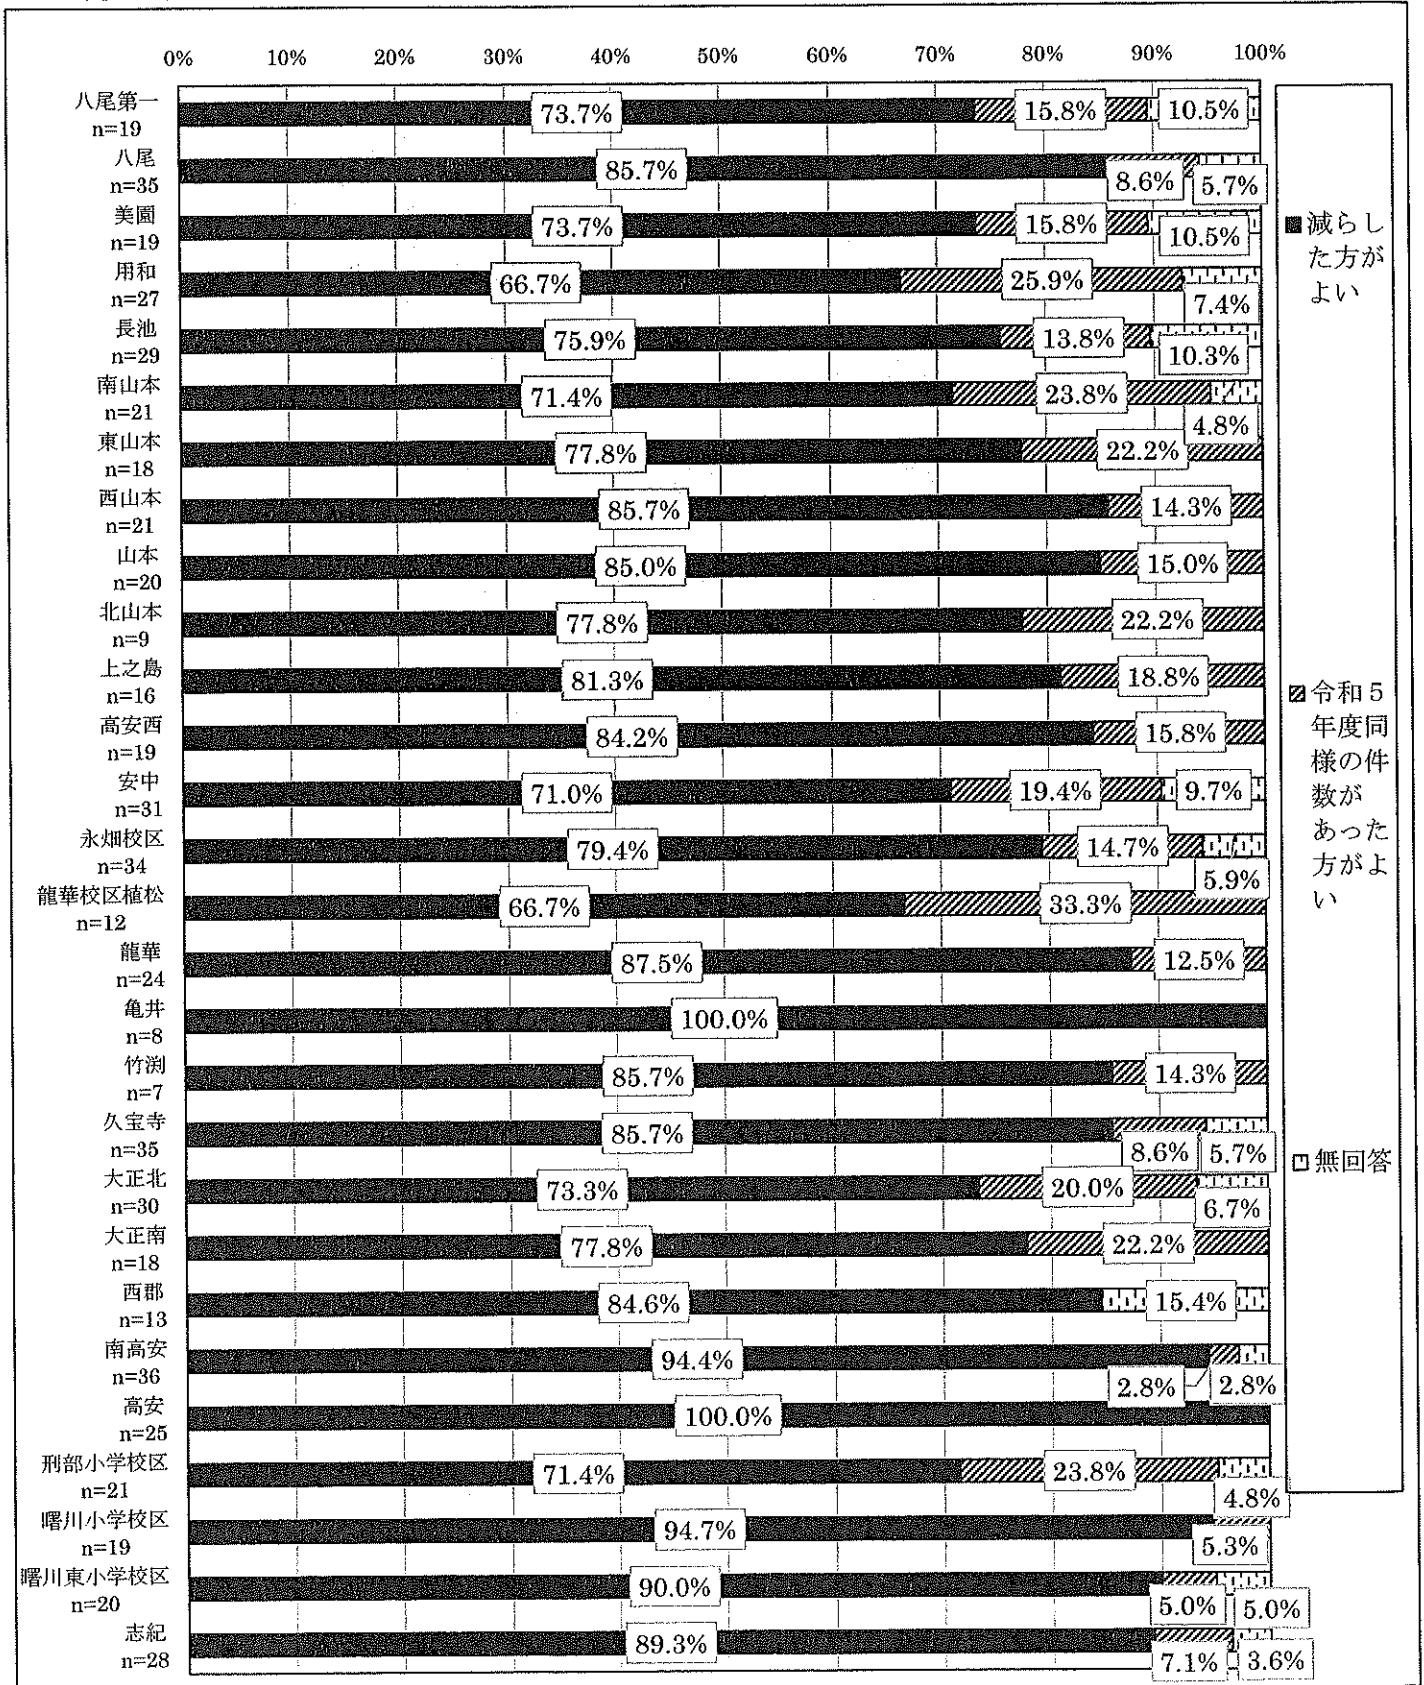 0% 10% 20% 30% 40% 50% 60% 70% 80% 90% 100%
八尾第一
n=19
73.7% 15.8% 10.5%
八尾
n=35
85.7% 8.6% 5.7%
美園
n=19
73.7% 15.8% 10.5%
用和
n=27
66.7% 25.9% 7.4%
長池
n=29
75.9% 13.8% 10.3%
南山本
n=21
71.4% 23.8% 4.8%
東山本
n=18
77.8% 22.2%
西山本
n=21
85.7% 14.3%
山本
n=20
85.0% 15.0%
北山本
n=9
77.8% 22.2%
上之島
n=16
81.3% 18.8%
高安西
n=19
84.2% 15.8%
安中
n=31
71.0% 19.4% 9.7%
永畑校区
n=34
79.4% 14.7% 5.9%
龍華校区植松
n=12
66.7% 33.3%
龍華
n=24
87.5% 12.5%
亀井
n=8
100.0%
竹渕
n=7
85.7% 14.3%
久宝寺
n=35
85.7% 8.6% 5.7%
大正北
n=30
73.3% 20.0% 6.7%
大正南
n=18
77.8% 22.2%
西郡
n=13
84.6% 15.4%
南高安
n=36
94.4% 2.8% 2.8%
高安
n=25
100.0%
刑部小学校区
n=21
71.4% 23.8% 4.8%
曙川小学校区
n=19
94.7% 5.3%
曙川東小学校区
n=20
90.0% 5.0% 5.0%
志紀
n=28
89.3% 7.1% 3.6%
減らし
た方が
よい
令和5
年度同
様の件
数が
あった
方がよ
い
無回答